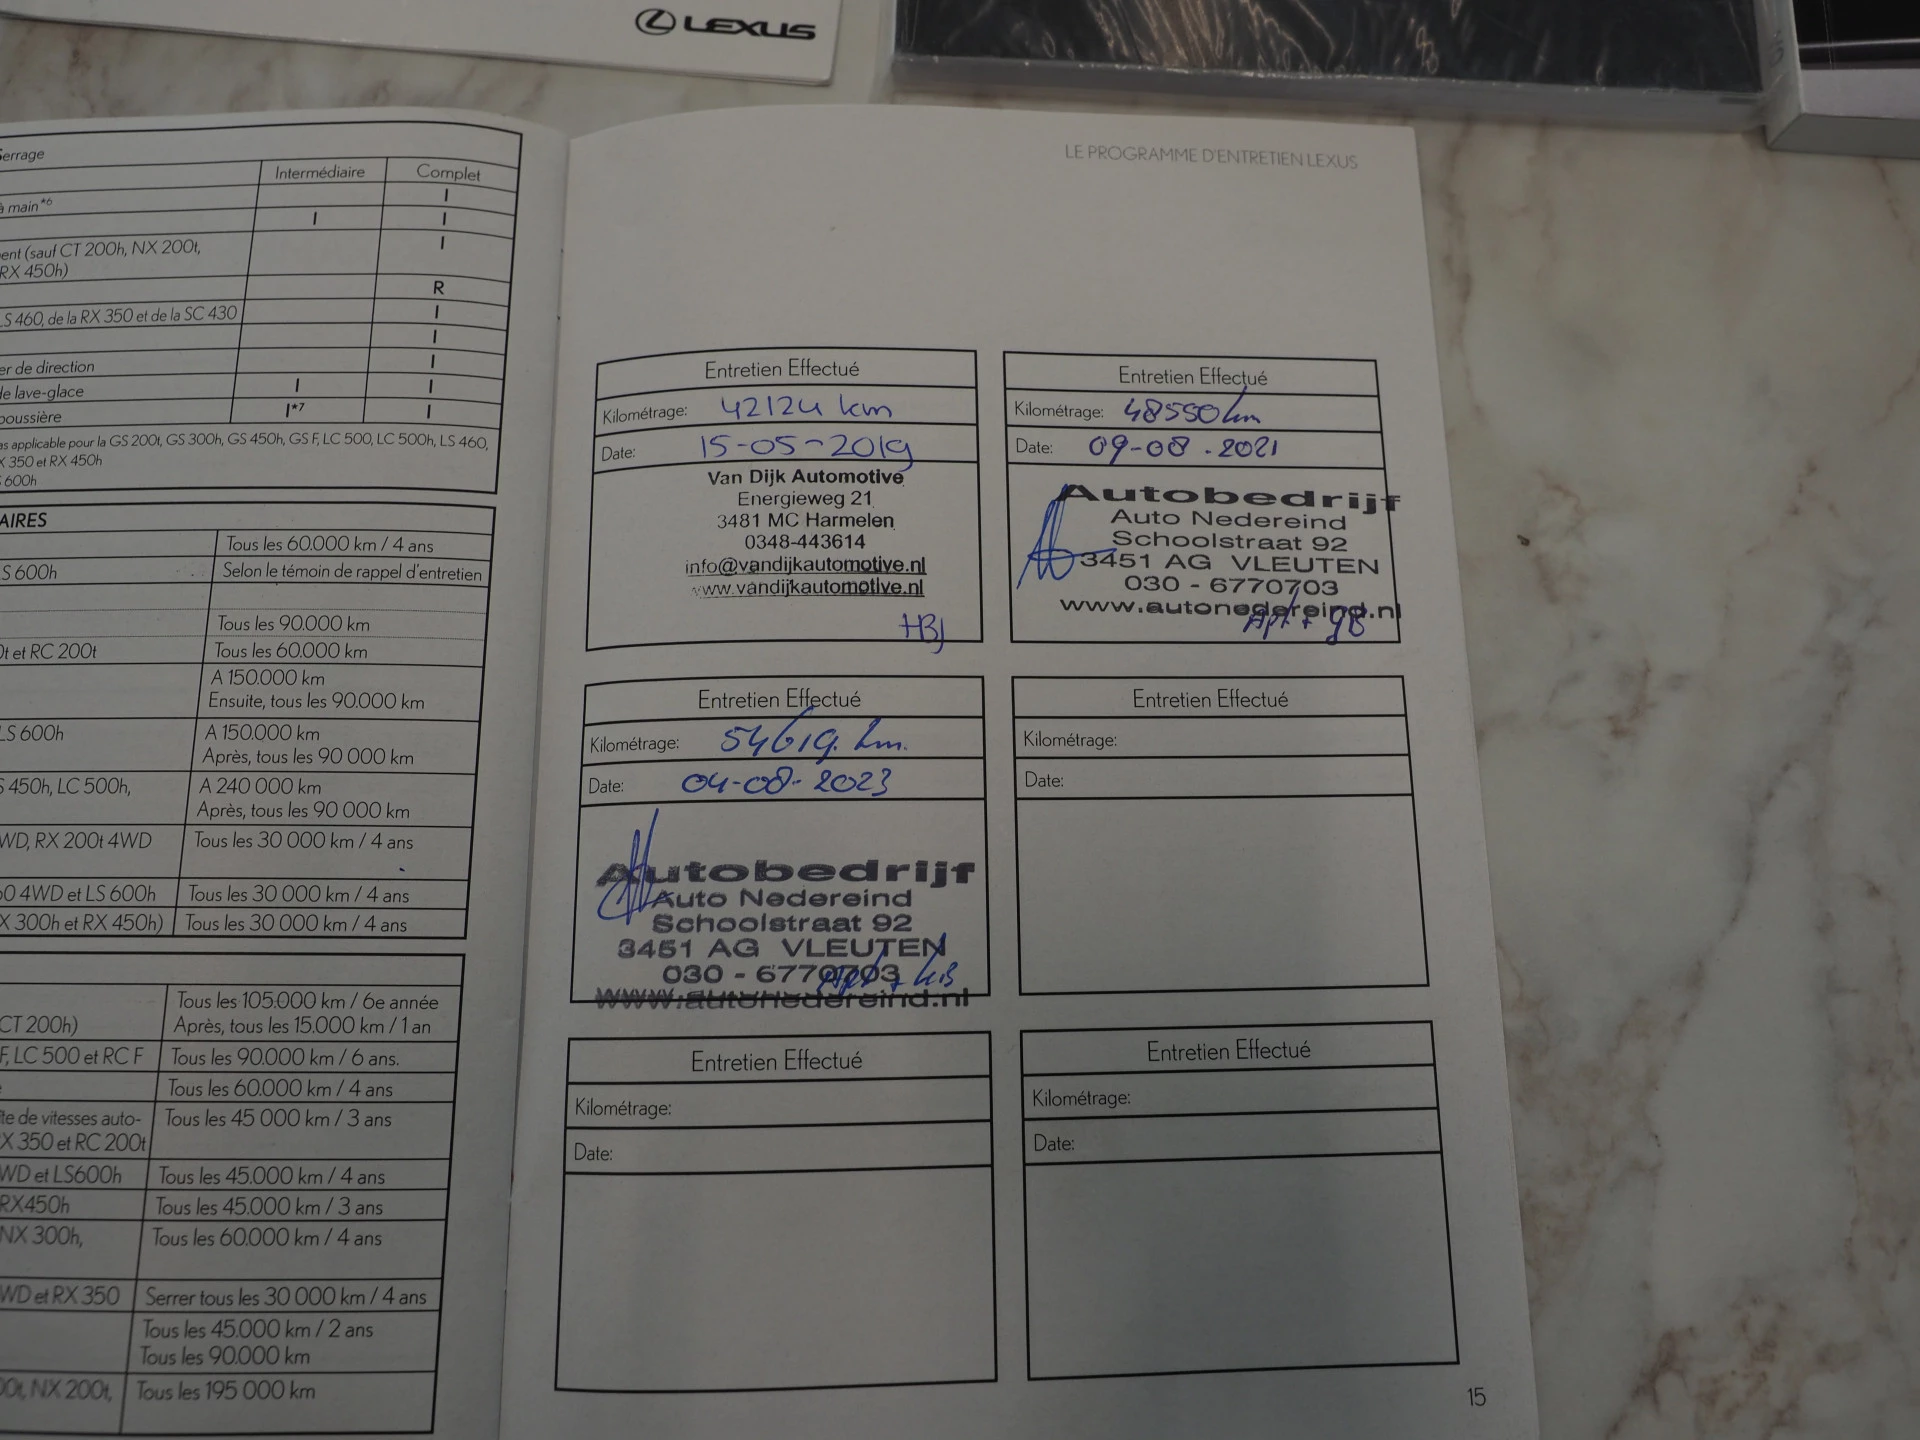 LEXUS
Serrage
Intermédiaire Complet
à main*6 I
I I
ent (sauf CT 200h, NX 200t, I
RX 450h)
R
LS 460, de la RX 350 et de la SC 430 I
I
er de direction I
de lave-glace I I
poussière I*7 I
as applicable pour la GS 200t, GS 300h, GS 450h, GS F, LC 500, LC 500h, LS 460,
X 350 et RX 450h
S 600h
AIRES
Tous les 60.000 km / 4 ans
S 600h Selon le témoin de rappel d'entretien
Tous les 90.000 km
0t et RC 200t Tous les 60.000 km
A 150.000 km
Ensuite, tous les 90.000 km
LS 600h A 150.000 km
Après, tous les 90 000 km
S 450h, LC 500h, A 240 000 km
Après, tous les 90 000 km
WD, RX 200t 4WD Tous les 30 000 km / 4 ans
60 4WD et LS 600h Tous les 30 000 km / 4 ans
X 300h et RX 450h) Tous les 30 000 km / 4 ans
Tous les 105.000 km / 6e année
CT 200h) Après, tous les 15.000 km / 1 an
F, LC 500 et RC F Tous les 90.000 km / 6 ans.
Tous les 60.000 km / 4 ans
îte de vitesses auto- Tous les 45 000 km / 3 ans
X 350 et RC 200t
WD et LS600h Tous les 45.000 km / 4 ans
RX450h Tous les 45.000 km / 3 ans
NX 300h, Tous les 60.000 km / 4 ans
WD et RX 350 Serrer tous les 30 000 km / 4 ans
Tous les 45.000 km / 2 ans
Tous les 90.000 km
00t, NX 200t, Tous les 195 000 km
LE PROGRAMME D'ENTRETIEN LEXUS
Entretien Effectué
Kilométrage: 42124 km
Date: 15-05-2019
Van Dijk Automotive
Energieweg 21
3481 MC Harmelen
0348-443614
info@vandijkautomotive.nl
www.vandijkautomotive.nl
HBJ
Entretien Effectué
Kilométrage: 48550 km
Date: 09-08.2021
Autobedrijf
Auto Nedereind
Schoolstraat 92
3451 AG VLEUTEN
030 - 6770703
www.autonedereind.nl
Entretien Effectué
Kilométrage: 54619. km.
Date: 04-08-2023
Autobedrijf
Auto Nedereind
Schoolstraat 92
3451 AG VLEUTEN
030 - 6770703
www.autonedereind.nl
Entretien Effectué
Kilométrage:
Date:
Entretien Effectué
Kilométrage:
Date:
Entretien Effectué
Kilométrage:
Date:
15